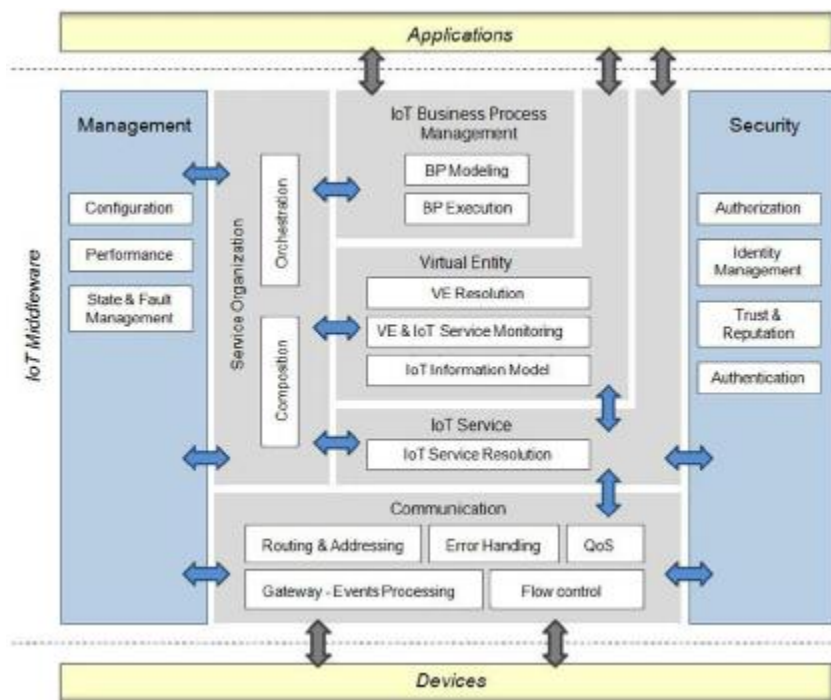 Applications
IoT Middleware
Management
Configuration
Performance
State & Fault
Management
Service Organization
Orchestration
Composition
IoT Business Process
Management
BP Modeling
BP Execution
Virtual Entity
VE Resolution
VE & IoT Service Monitoring
IoT Information Model
IoT Service
IoT Service Resolution
Communication
Routing & Addressing
Error Handling
QoS
Gateway - Events Processing
Flow control
Security
Authorization
Identity
Management
Trust &
Reputation
Authentication
Devices